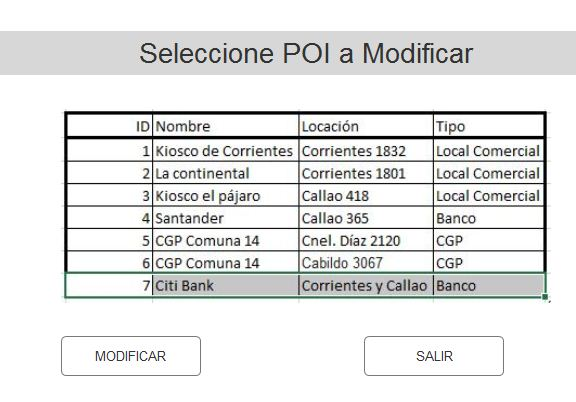 Seleccione POI a Modificar
ID Nombre Locación Tipo
1 Kiosco de Corrientes Corrientes 1832 Local Comercial
2 La continental Corrientes 1801 Local Comercial
3 Kiosko el pájaro Callao 418 Local Comercial
4 Santander Callao 365 Banco
5 CGP Comuna 14 Cnel. Díaz 2120 CGP
6 CGP Comuna 14 Cabildo 3067 CGP
7 Citi Bank Corrientes y Callao Banco
MODIFICAR SALIR